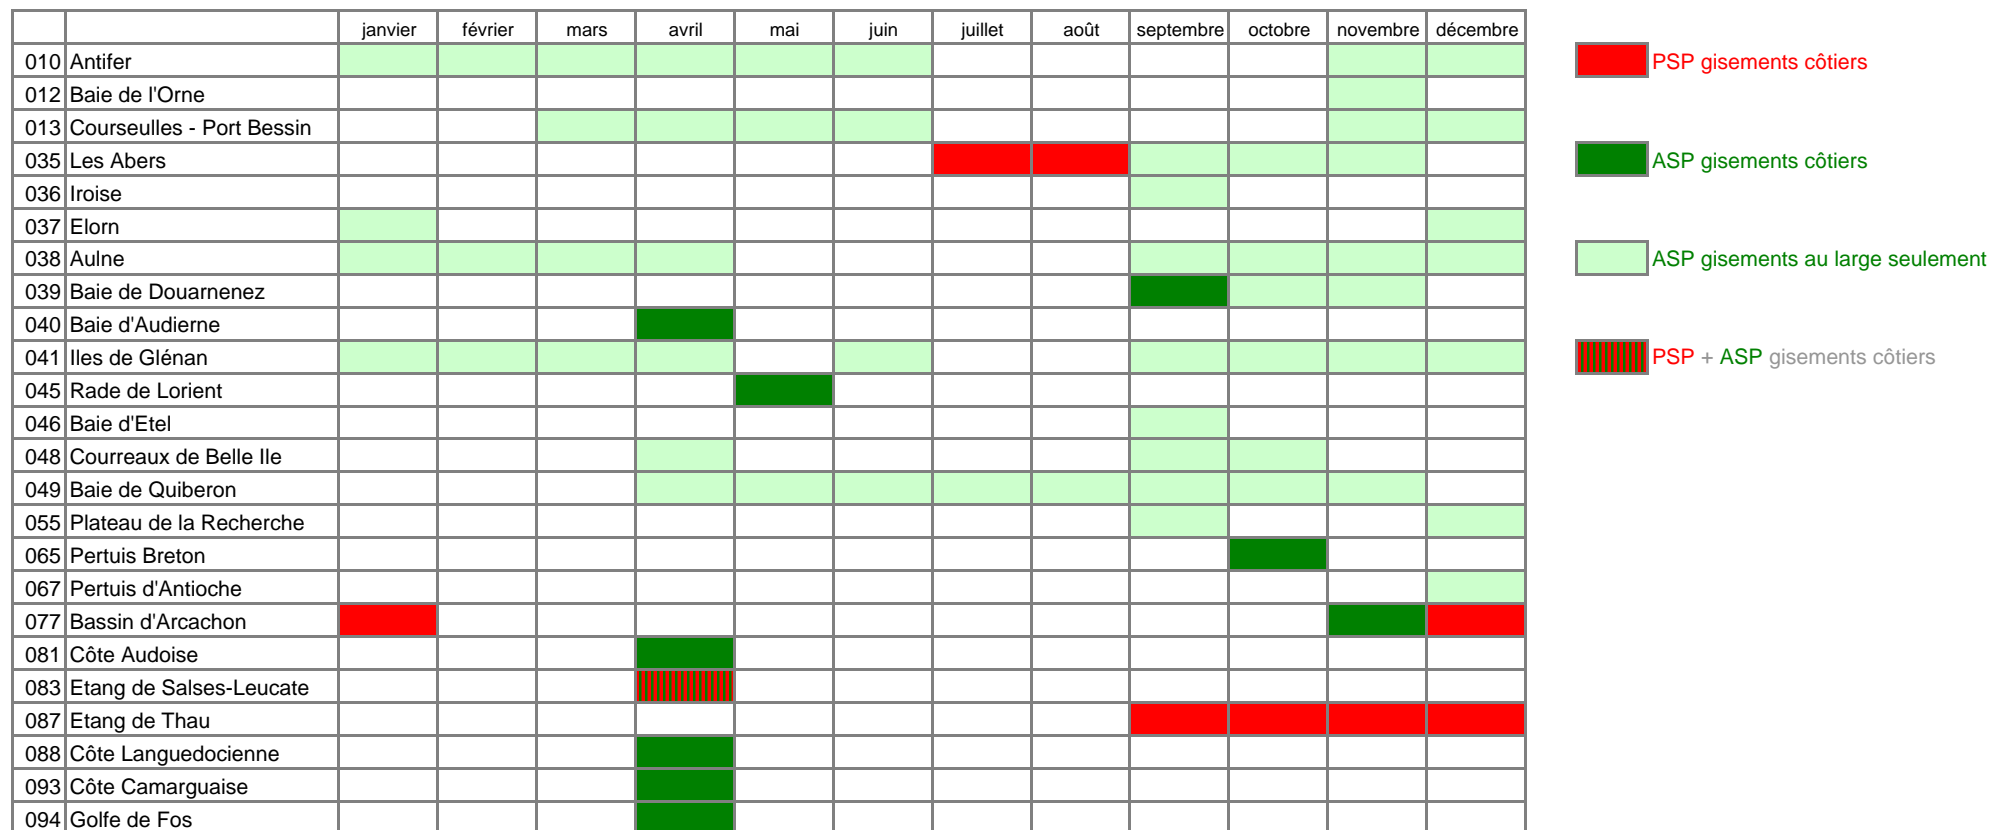 janvier février mars avril mai juin juillet août septembre octobre novembre décembre
010 Antifer
PSP gisements côtiers
012 Baie de l'Orne
013 Courseulles - Port Bessin
035 Les Abers
ASP gisements côtiers
036 Iroise
037 Elorn
038 Aulne
ASP gisements au large seulement
039 Baie de Douarnenez
040 Baie d'Audierne
041 Iles de Glénan
PSP + ASP gisements côtiers
045 Rade de Lorient
046 Baie d'Etel
048 Courreaux de Belle Ile
049 Baie de Quiberon
055 Plateau de la Recherche
065 Pertuis Breton
067 Pertuis d'Antioche
077 Bassin d'Arcachon
081 Côte Audoise
083 Etang de Salses-Leucate
087 Etang de Thau
088 Côte Languedocienne
093 Côte Camarguaise
094 Golfe de Fos